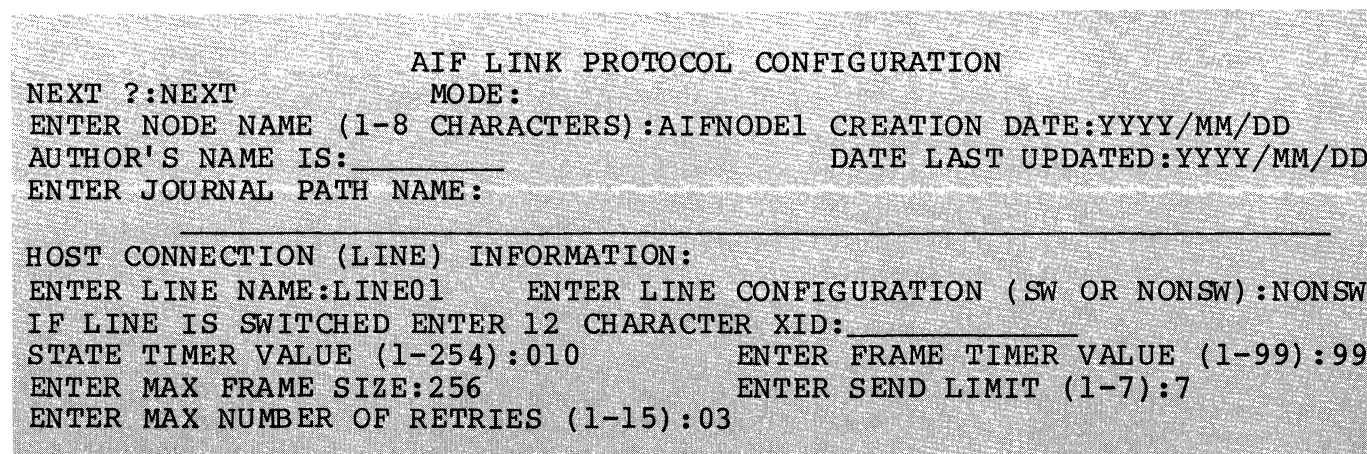 AIF LINK PROTOCOL CONFIGURATION
NEXT ?:NEXT MODE:
ENTER NODE NAME (1-8 CHARACTERS):AIFNODE1 CREATION DATE:YYYY/MM/DD
AUTHOR'S NAME IS:_________ DATE LAST UPDATED:YYYY/MM/DD
ENTER JOURNAL PATH NAME:
HOST CONNECTION (LINE) INFORMATION:
ENTER LINE NAME:LINE01 ENTER LINE CONFIGURATION (SW OR NONSW):NONSW
IF LINE IS SWITCHED ENTER 12 CHARACTER XID:____________
STATE TIMER VALUE (1-254):010 ENTER FRAME TIMER VALUE (1-99):99
ENTER MAX FRAME SIZE:256 ENTER SEND LIMIT (1-7):7
ENTER MAX NUMBER OF RETRIES (1-15):03